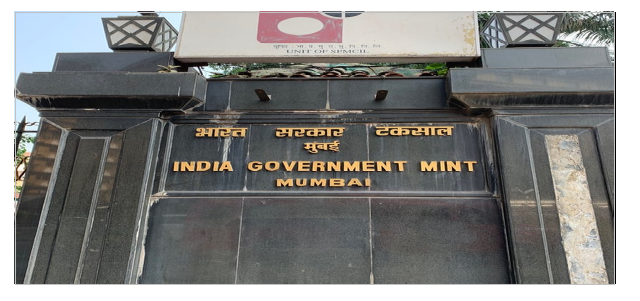 UNIT OF SPMCIL
भारत सरकार टकसाल
मुंबई
INDIA GOVERNMENT MINT
MUMBAI